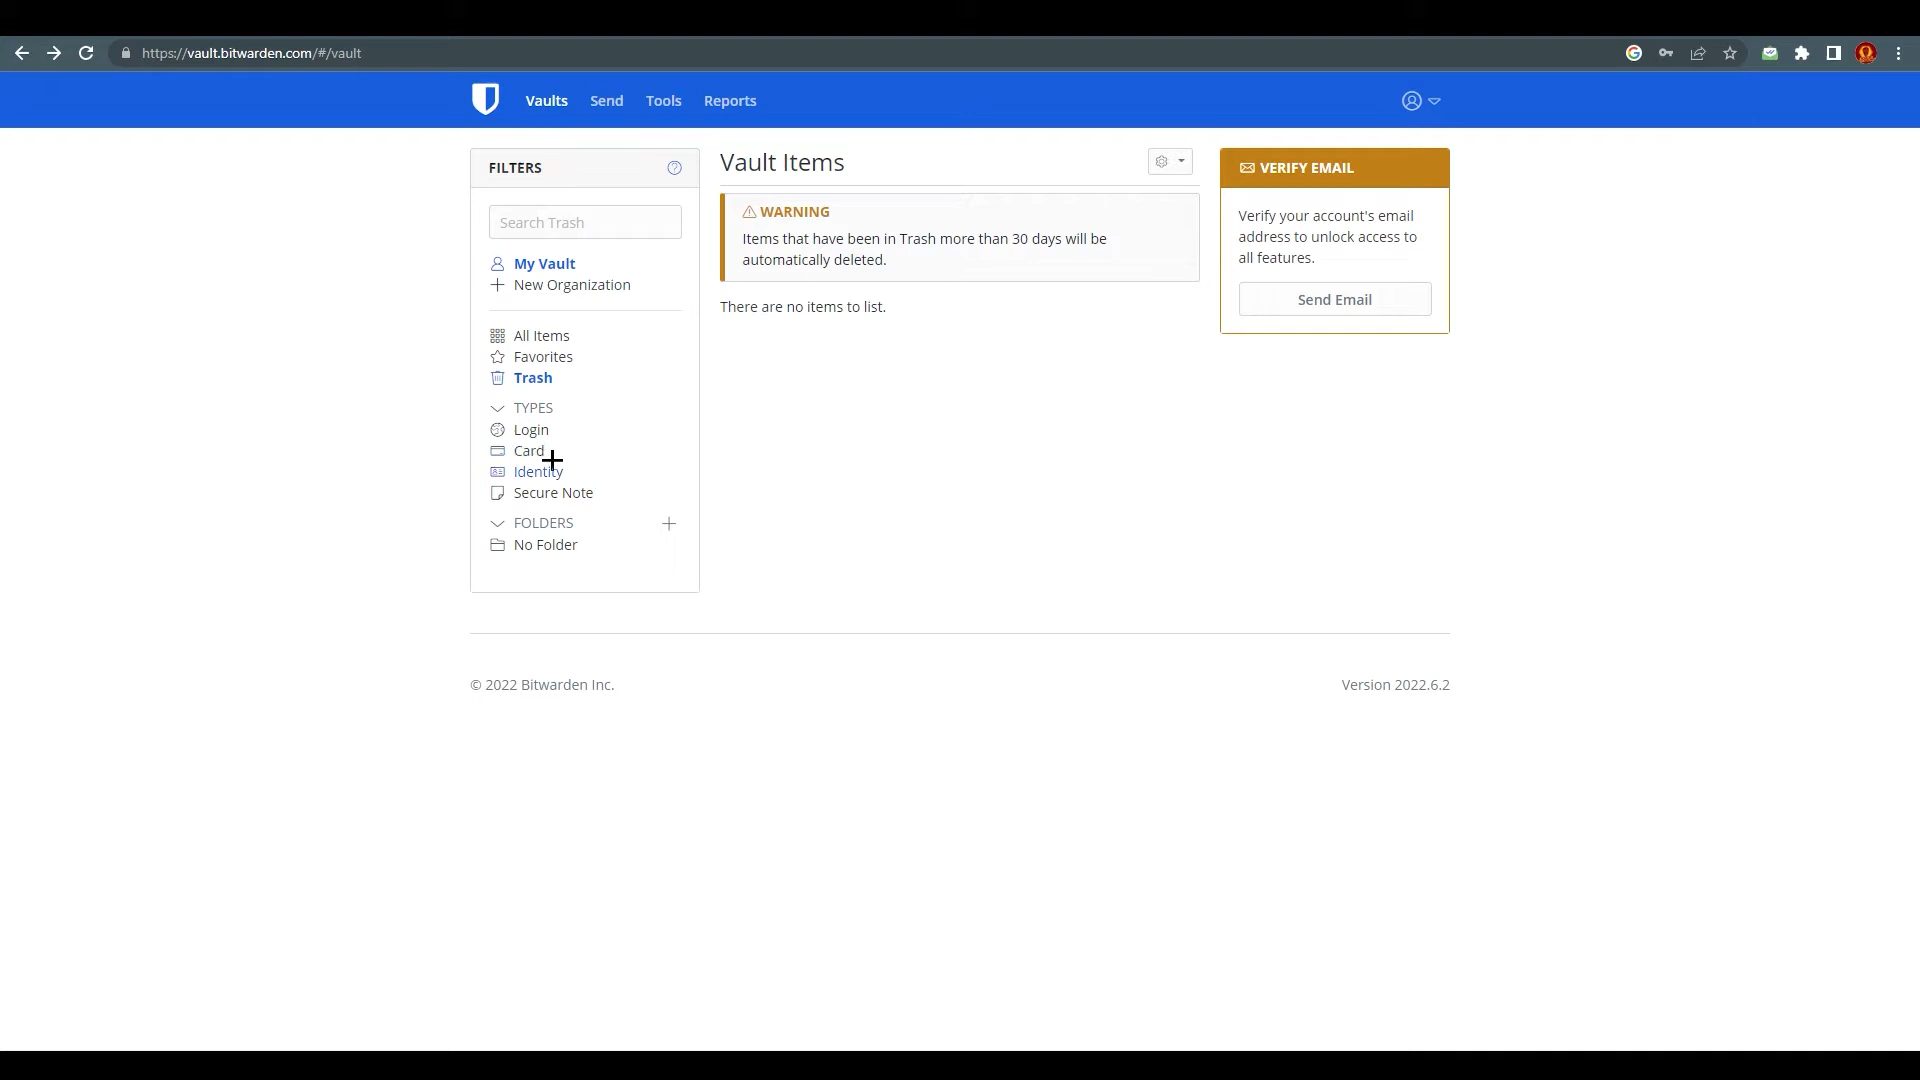 https://vault.bitwarden.com/#/vault
Vaults Send Tools Reports
FILTERS
Search Trash
My Vault
New Organization
All Items
Favorites
Trash
TYPES
Login
Card
Identity
Secure Note
FOLDERS
No Folder
Vault Items
WARNING
Items that have been in Trash more than 30 days will be
automatically deleted.
There are no items to list.
VERIFY EMAIL
Verify your account's email
address to unlock access to
all features.
Send Email
© 2022 Bitwarden Inc.
Version 2022.6.2